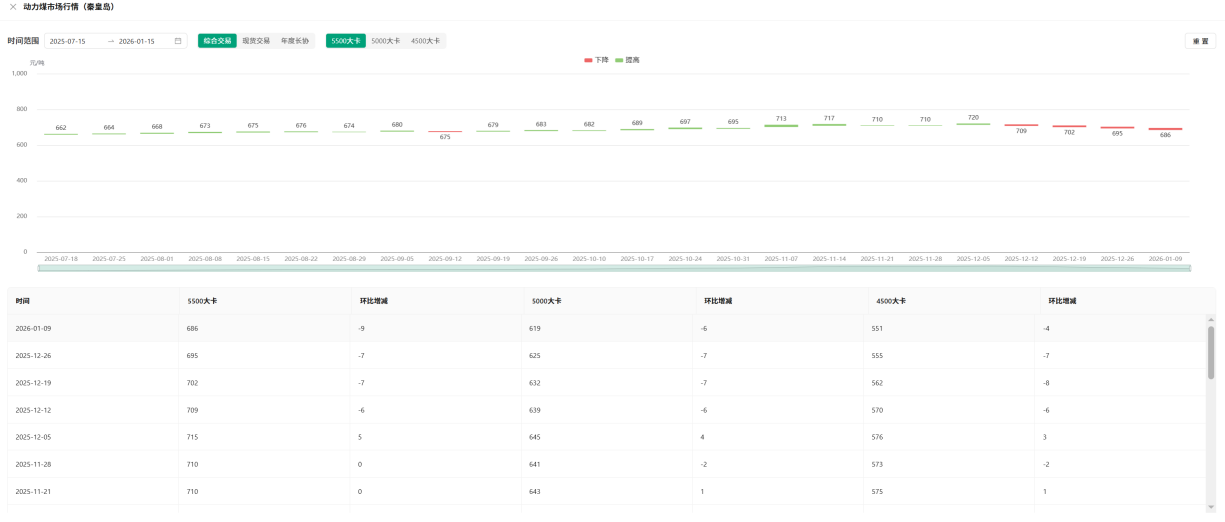 × 动力煤市场行情（秦皇岛）
时间范围 2025-07-15 → 2026-01-15 综合交易 现货交易 年度长协 5500大卡 5000大卡 4500大卡 重 置
元/吨 下降 提高
1,000
800
600
400
200
0
662 664 668 673 675 676 674 680 675 679 683 682 689 697 695 713 717 710 710 720 709 702 695 686
2025-07-18 2025-07-25 2025-08-01 2025-08-08 2025-08-15 2025-08-22 2025-08-29 2025-09-05 2025-09-12 2025-09-19 2025-09-26 2025-10-10 2025-10-17 2025-10-24 2025-10-31 2025-11-07 2025-11-14 2025-11-21 2025-11-28 2025-12-05 2025-12-12 2025-12-19 2025-12-26 2026-01-09
时间 5500大卡 环比增减 5000大卡 环比增减 4500大卡 环比增减
2026-01-09 686 -9 619 -6 551 -4
2025-12-26 695 -7 625 -7 555 -7
2025-12-19 702 -7 632 -7 562 -8
2025-12-12 709 -6 639 -6 570 -6
2025-12-05 715 5 645 4 576 3
2025-11-28 710 0 641 -2 573 -2
2025-11-21 710 0 643 1 575 1